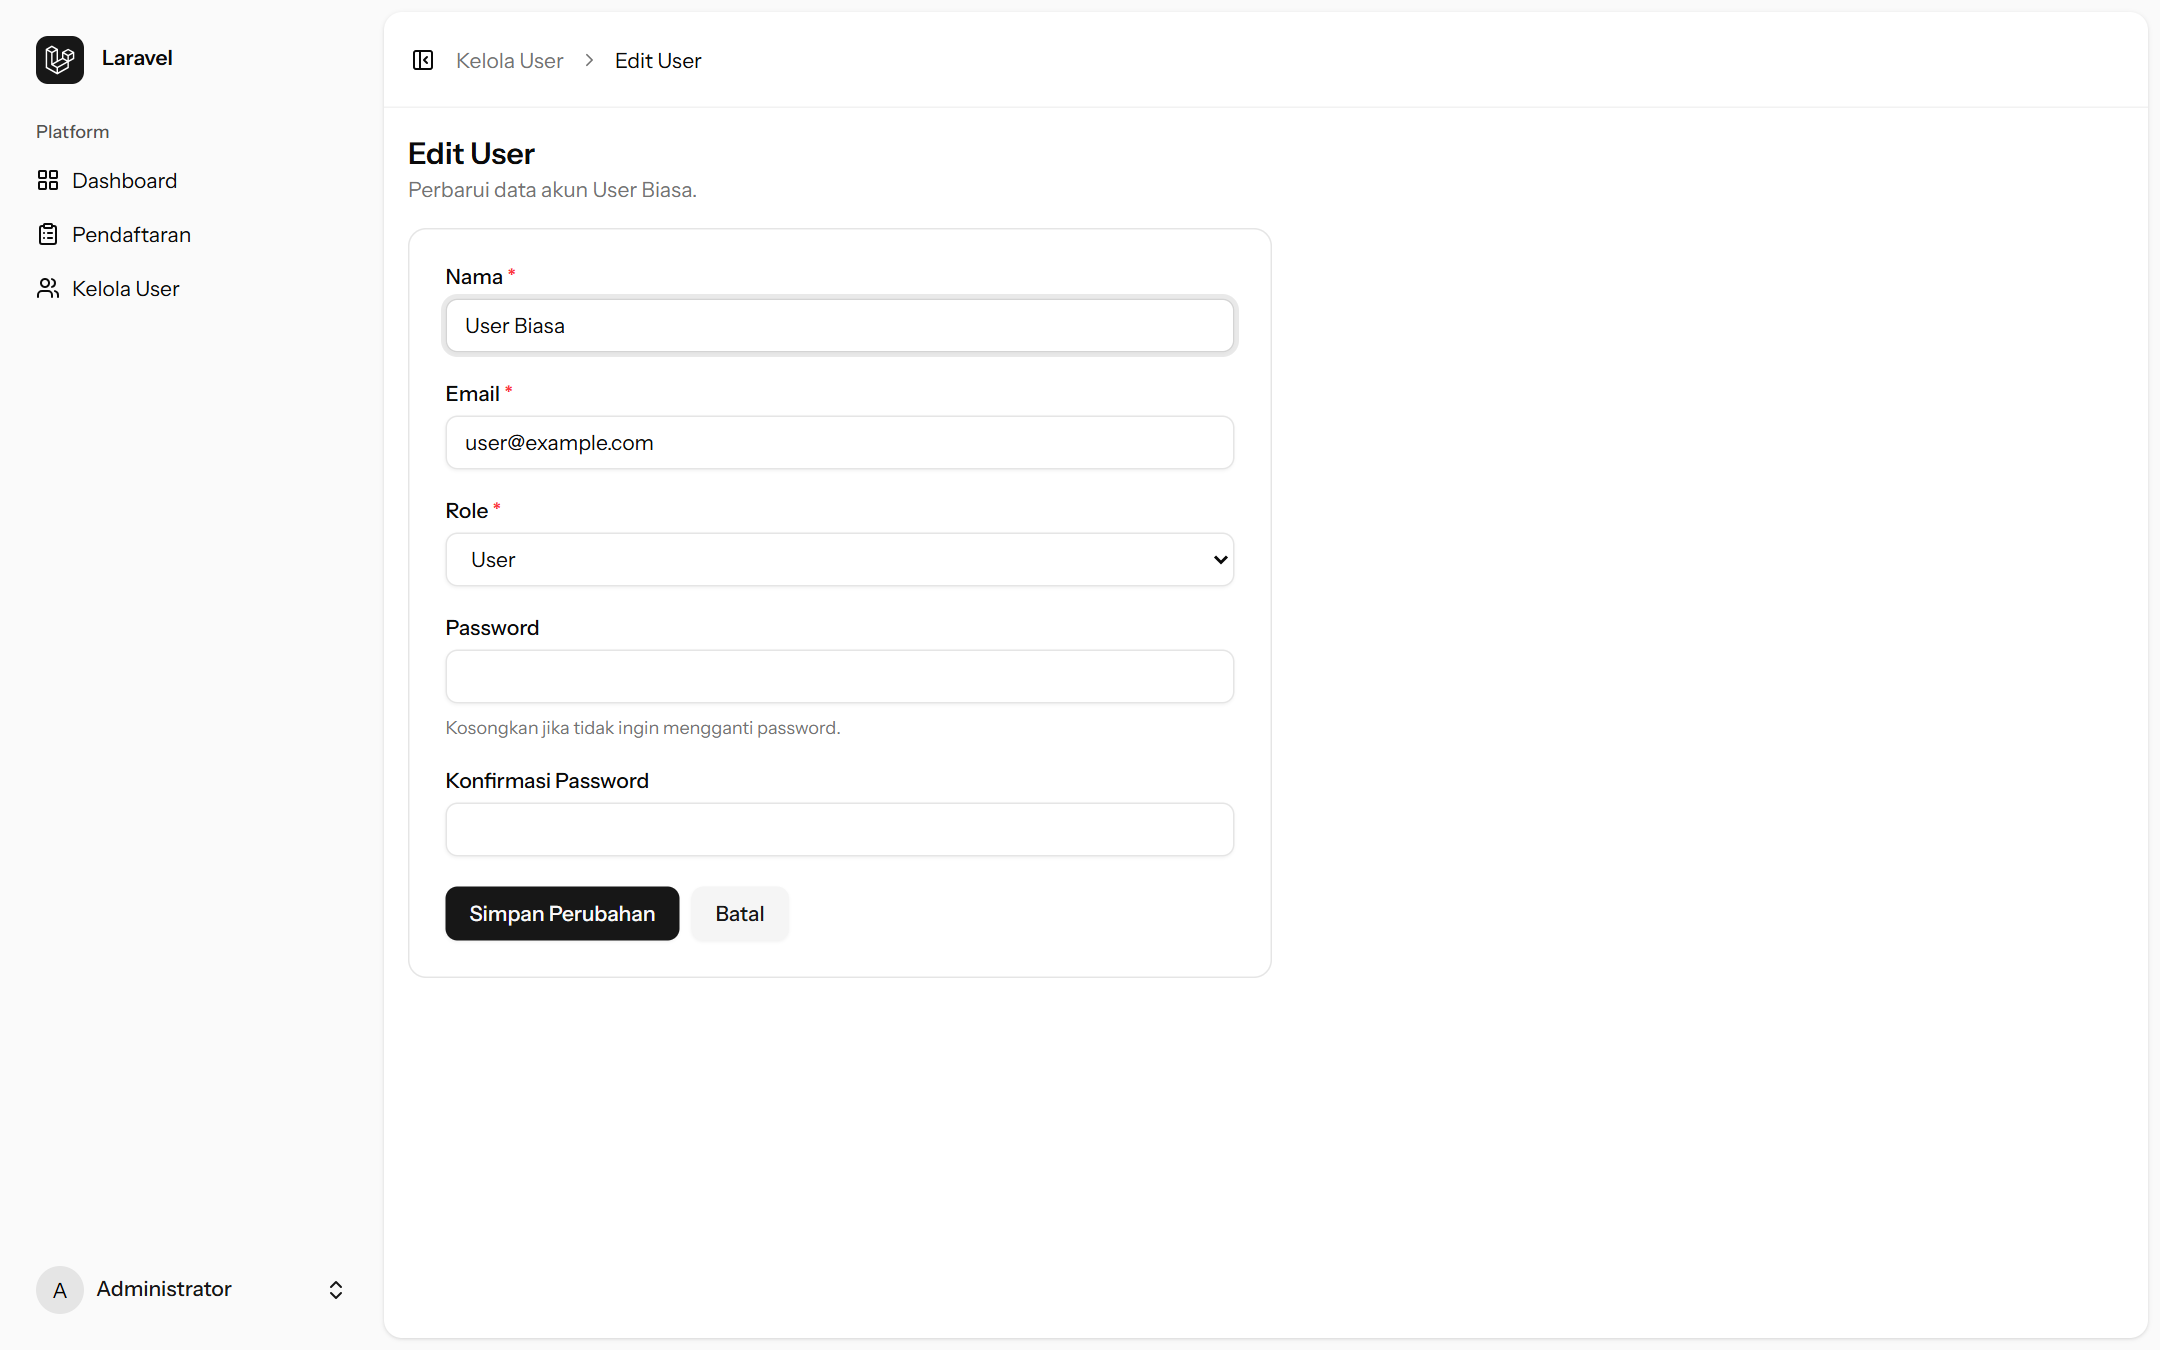 Laravel
Platform
Dashboard
Pendaftaran
Kelola User
A Administrator
Kelola User > Edit User
Edit User
Perbarui data akun User Biasa.
Nama *
User Biasa
Email *
user@example.com
Role *
User
Password
Kosongkan jika tidak ingin mengganti password.
Konfirmasi Password
Simpan Perubahan Batal